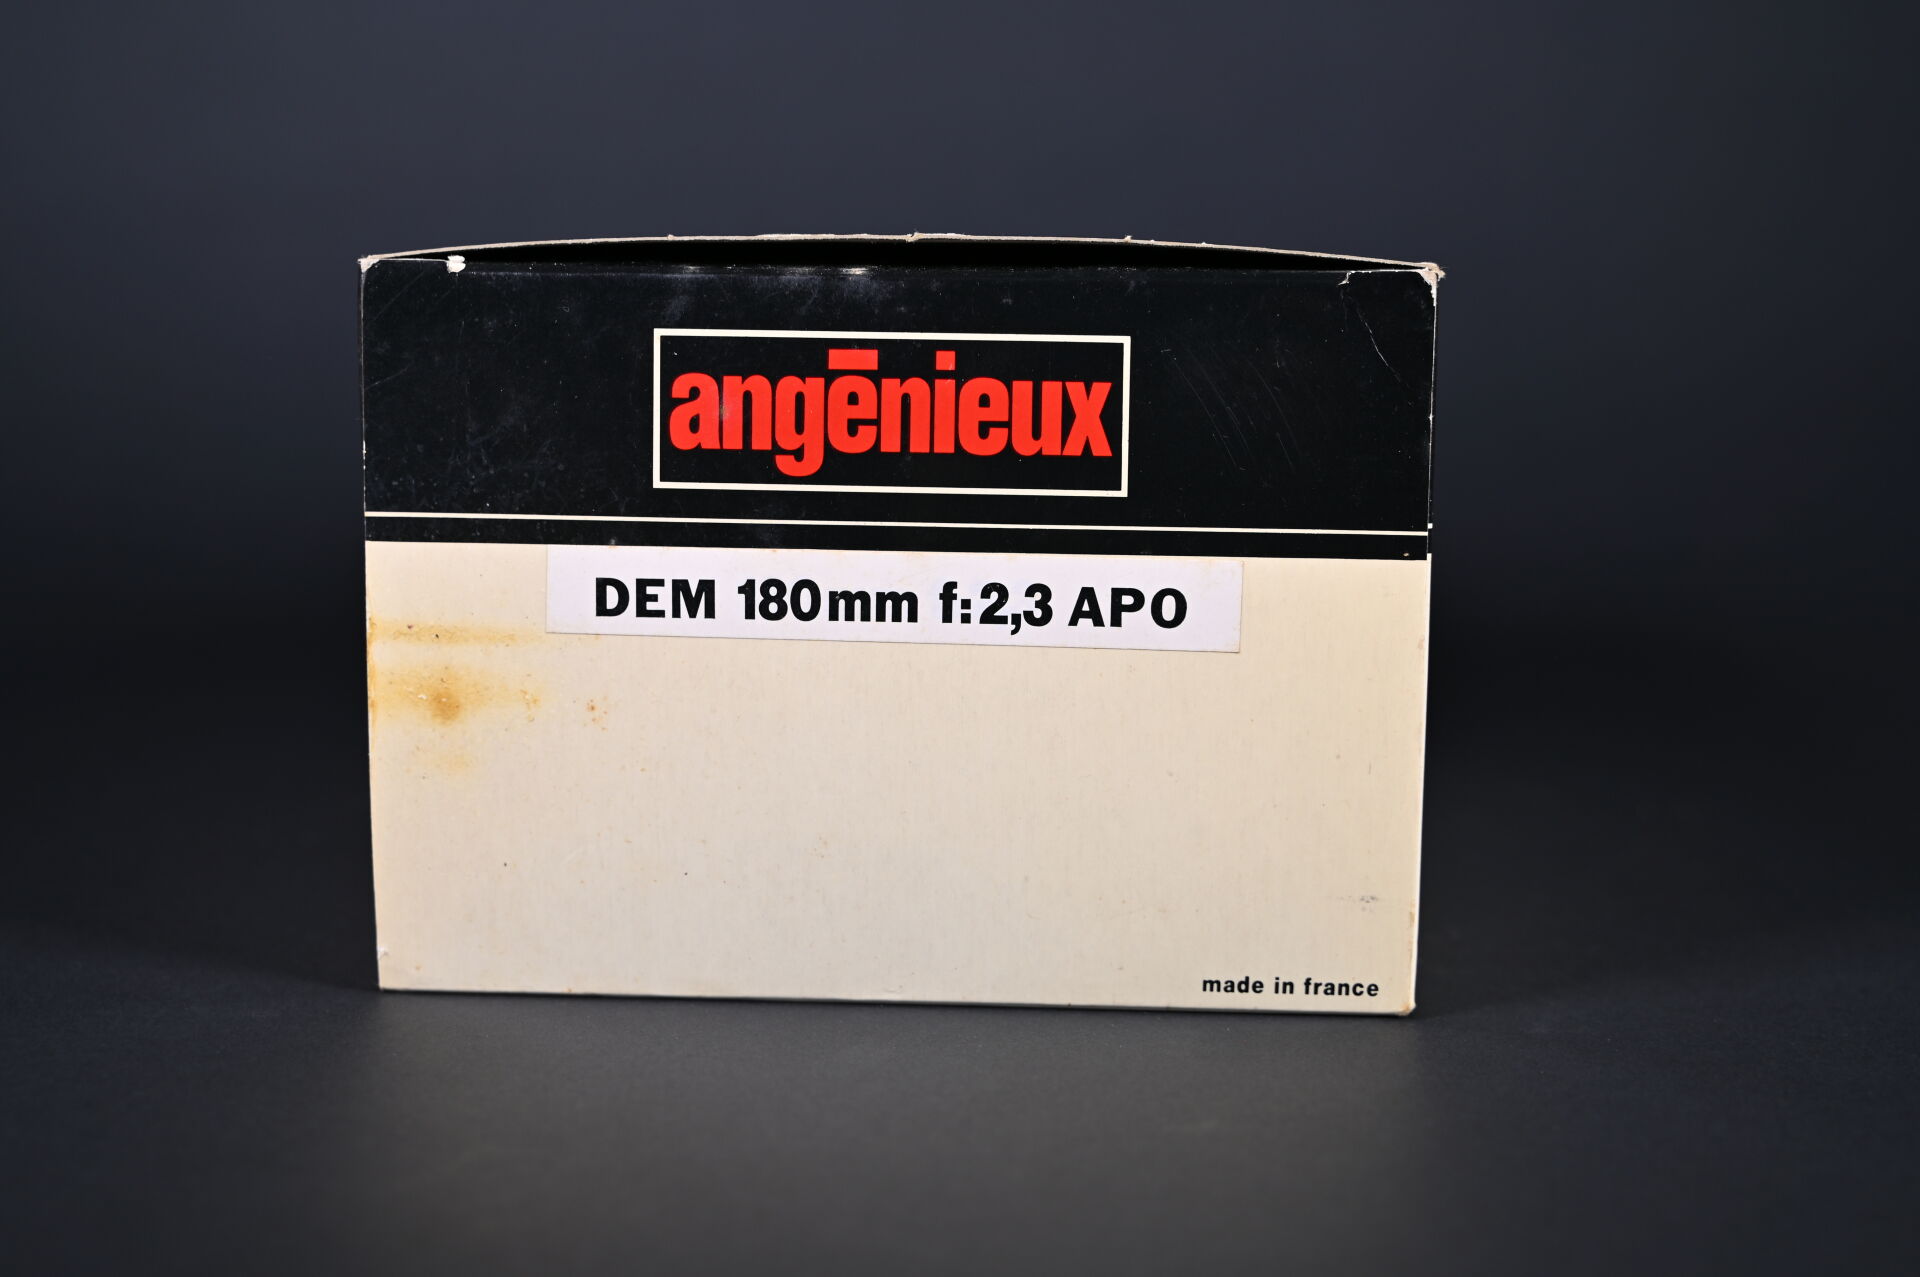 angēnieux
DEM 180mm f:2,3 APO
made in france